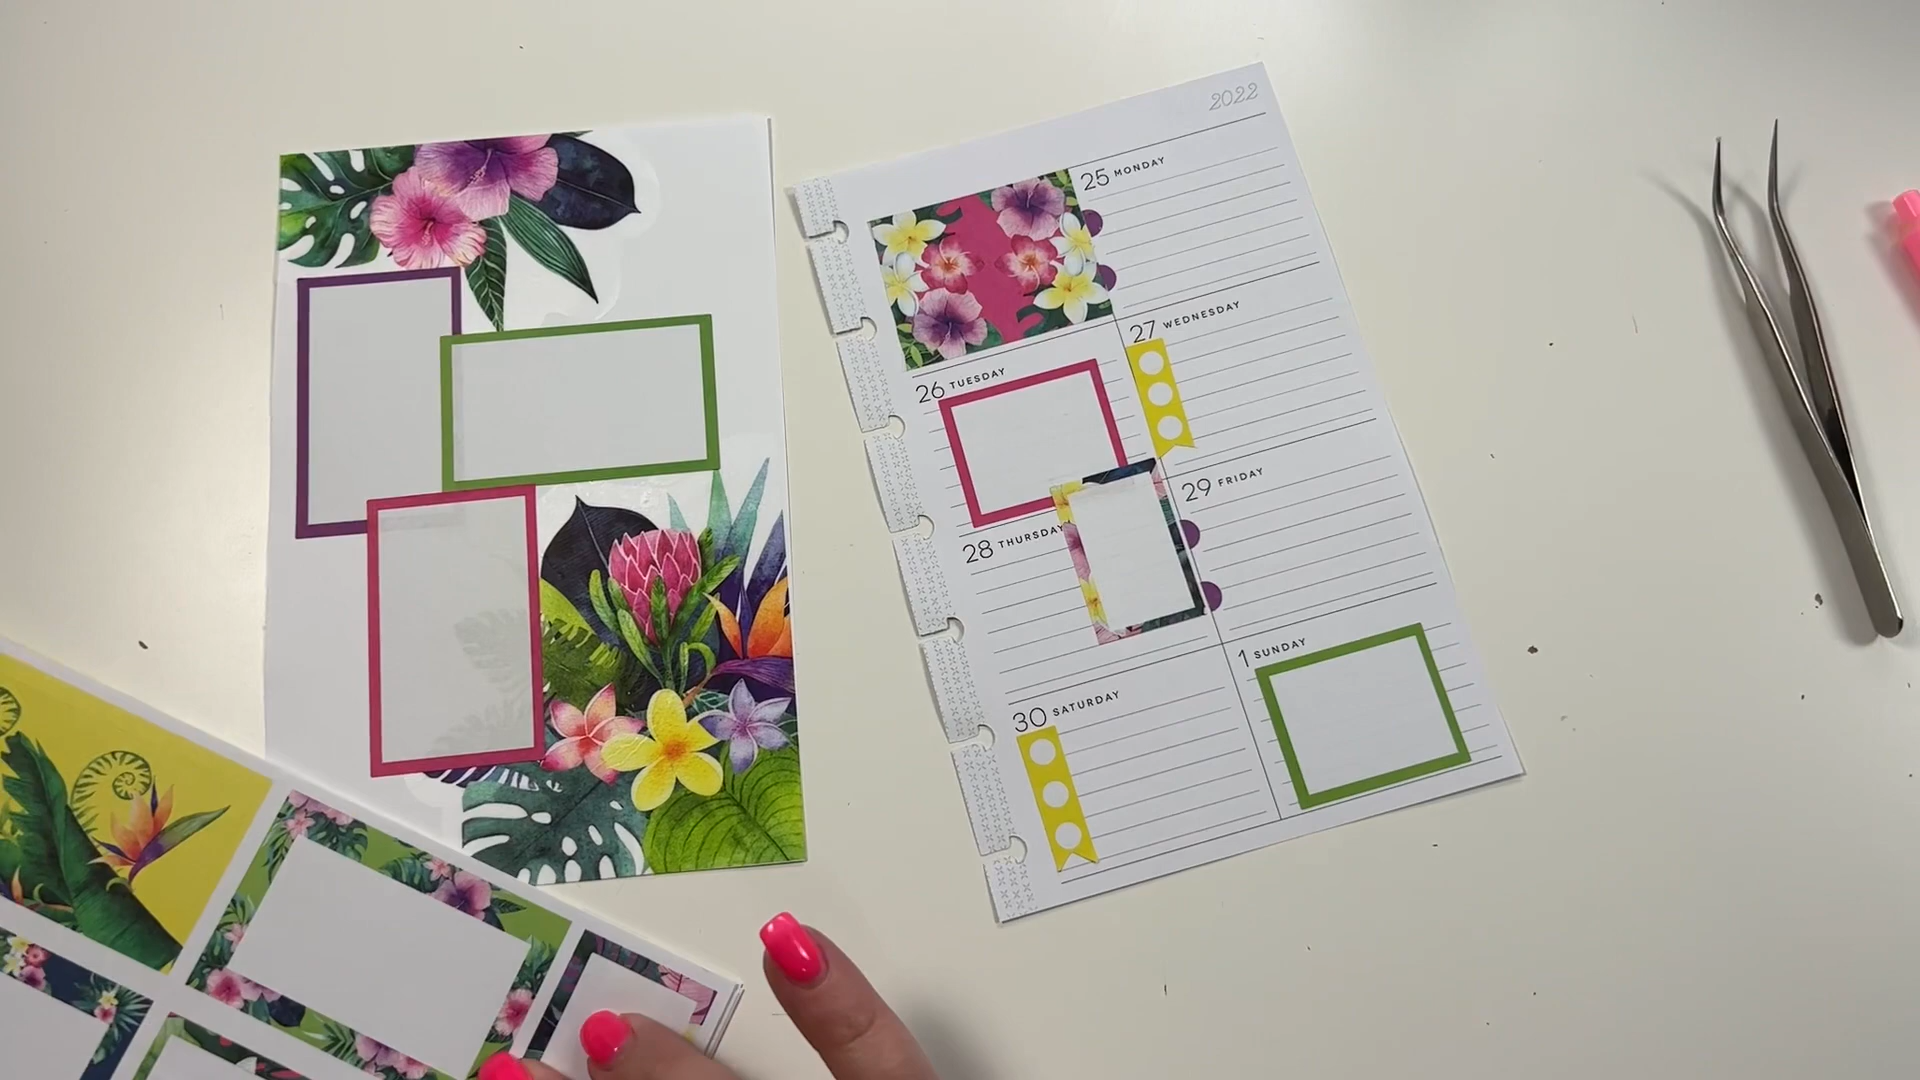 2022
25 MONDAY
26 TUESDAY
27 WEDNESDAY
28 THURSDAY
29 FRIDAY
30 SATURDAY
1 SUNDAY